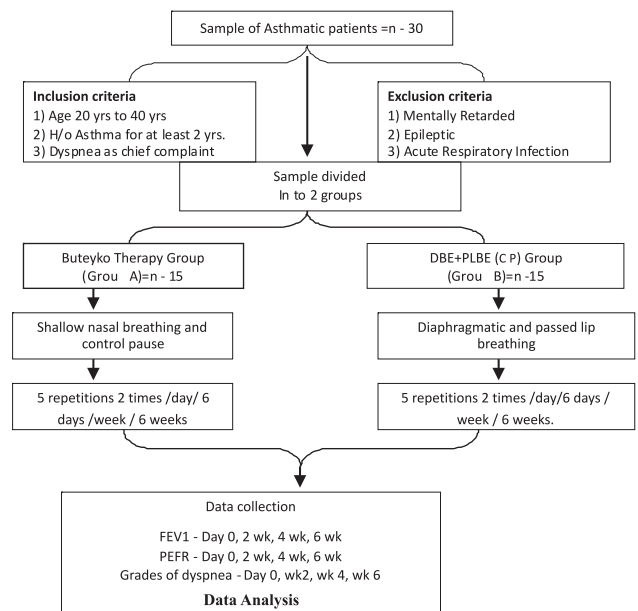 Sample of Asthmatic patients =n - 30
Inclusion criteria
1) Age 20 yrs to 40 yrs
2) H/o Asthma for at least 2 yrs.
3) Dyspnea as chief complaint
Exclusion criteria
1) Mentally Retarded
2) Epileptic
3) Acute Respiratory Infection
Sample divided
In to 2 groups
Buteyko Therapy Group
(Grou A)=n - 15
DBE+PLBE (C P) Group
(Grou B)=n -15
Shallow nasal breathing and
control pause
Diaphragmatic and passed lip
breathing
5 repetitions 2 times /day/ 6
days /week / 6 weeks
5 repetitions 2 times /day/6 days /
week / 6 weeks.
Data collection
FEV1 - Day 0, 2 wk, 4 wk, 6 wk
PEFR - Day 0, 2 wk, 4 wk, 6 wk
Grades of dyspnea - Day 0, wk2, wk 4, wk 6
Data Analysis